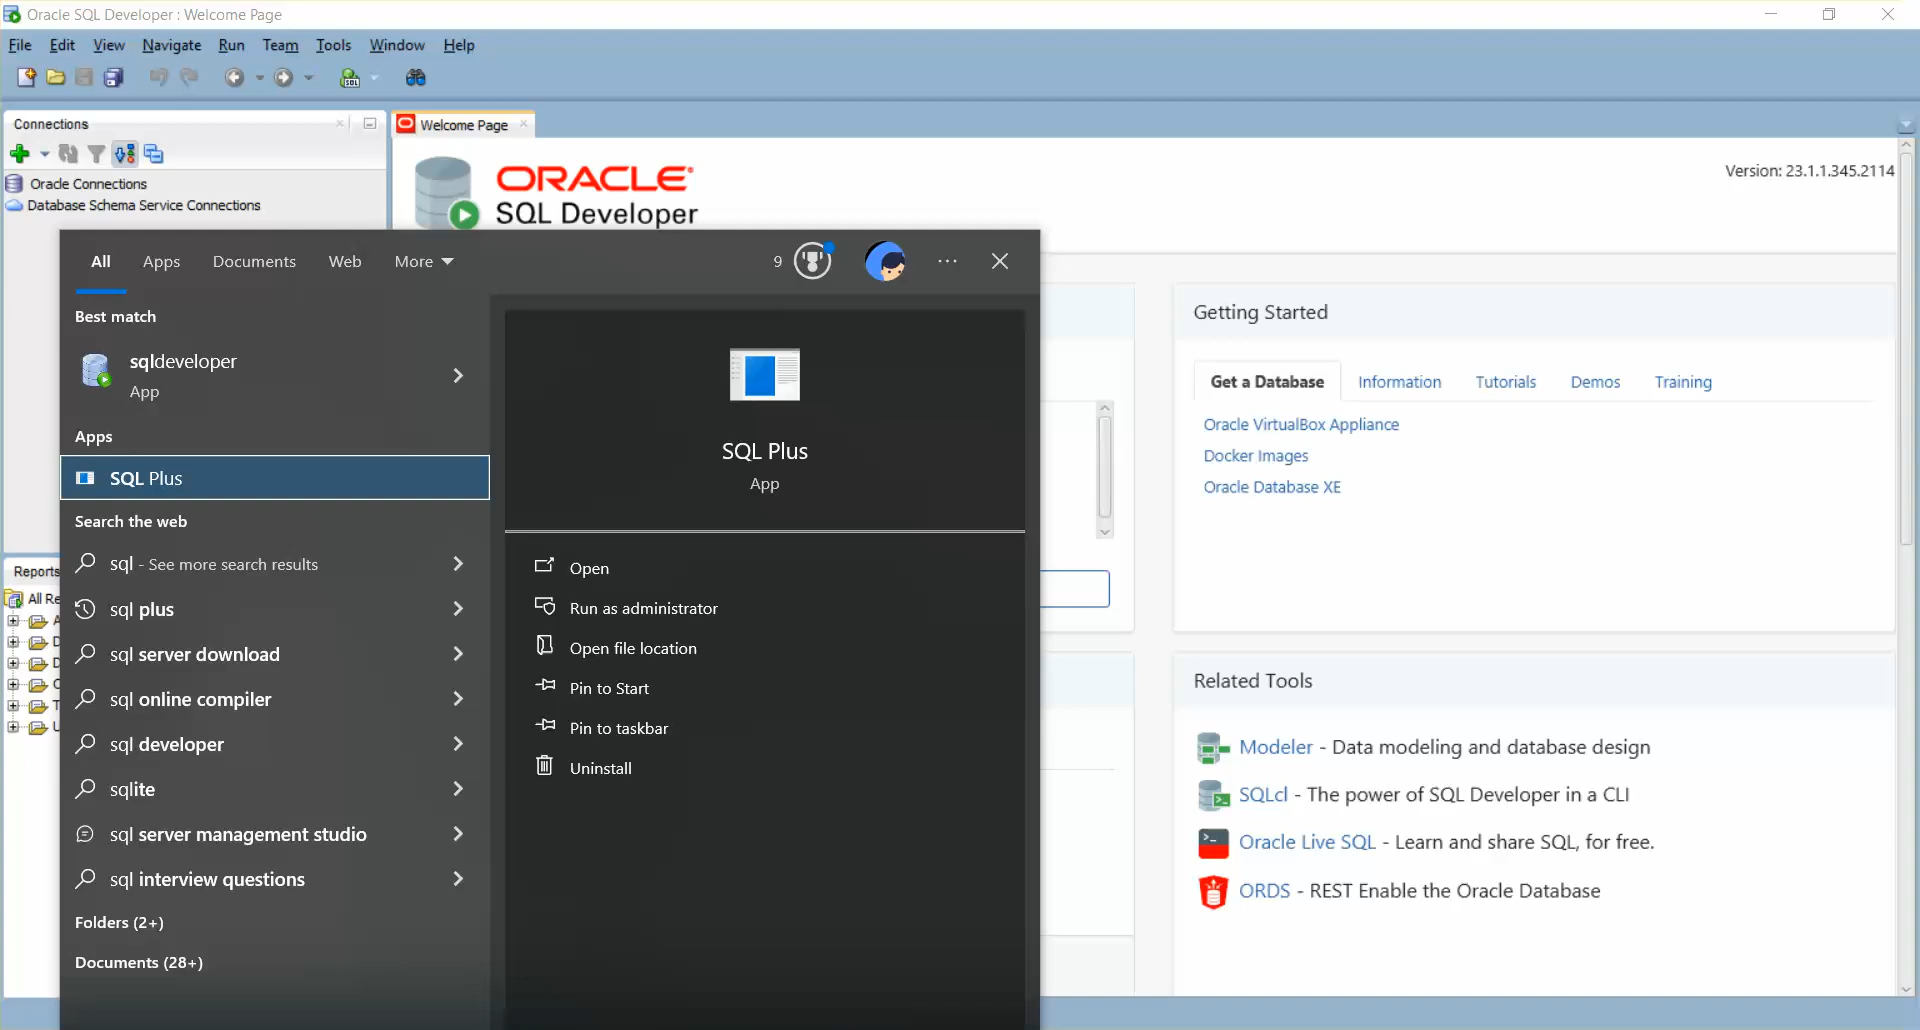 Oracle SQL Developer : Welcome Page
File Edit View Navigate Run Team Tools Window Help
Connections
Oracle Connections
Database Schema Service Connections
Reports
All Re
Welcome Page
ORACLE
SQL Developer
Version: 23.1.1.345.2114
All Apps Documents Web More
9
Best match
sqldeveloper
App
Apps
SQL Plus
Search the web
sql - See more search results
sql plus
sql server download
sql online compiler
sql developer
sqlite
sql server management studio
sql interview questions
Folders (2+)
Documents (28+)
SQL Plus
App
Open
Run as administrator
Open file location
Pin to Start
Pin to taskbar
Uninstall
Getting Started
Get a Database Information Tutorials Demos Training
Oracle VirtualBox Appliance
Docker Images
Oracle Database XE
Related Tools
Modeler - Data modeling and database design
SQLcl - The power of SQL Developer in a CLI
Oracle Live SQL - Learn and share SQL, for free.
ORDS - REST Enable the Oracle Database